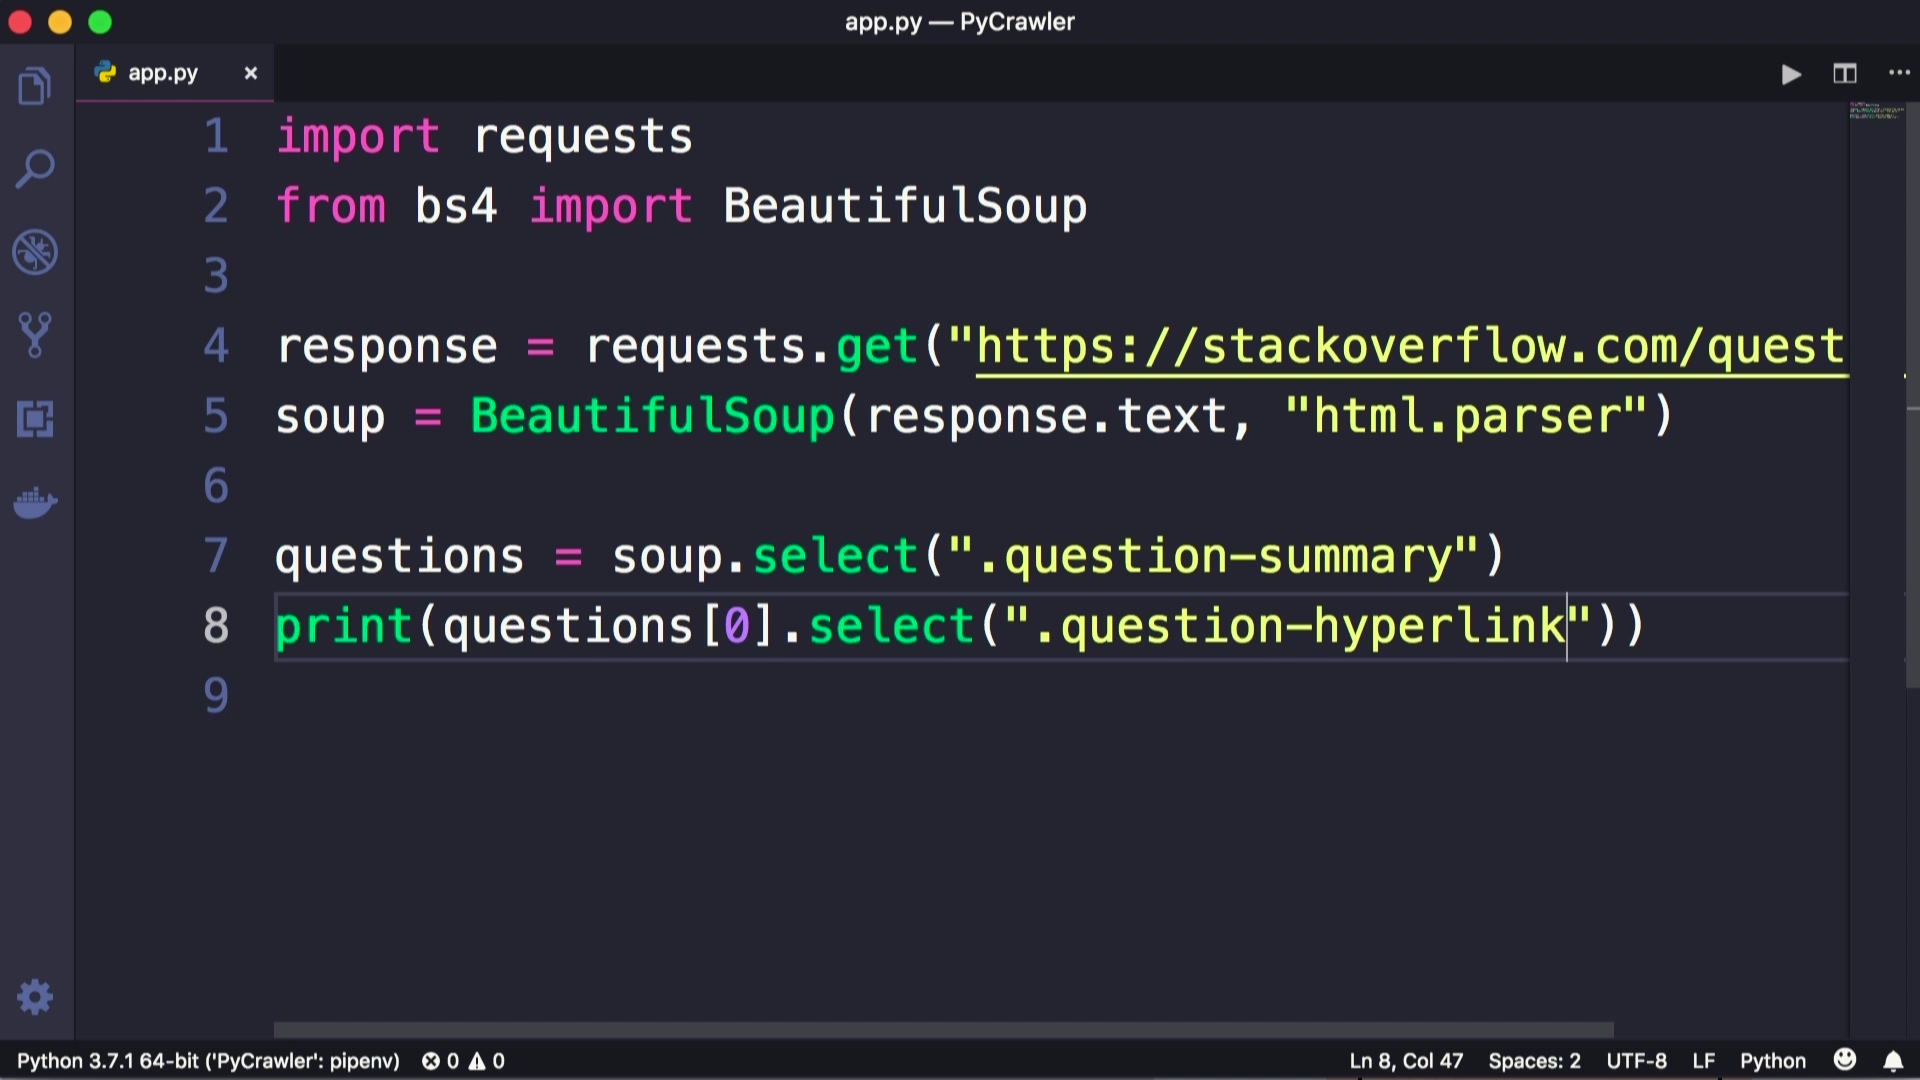 app.py — PyCrawler
app.py ×
1 import requests
2 from bs4 import BeautifulSoup
3
4 response = requests.get("https://stackoverflow.com/quest
5 soup = BeautifulSoup(response.text, "html.parser")
6
7 questions = soup.select(".question-summary")
8 print(questions[0].select(".question-hyperlink"))
9
Python 3.7.1 64-bit ('PyCrawler': pipenv) 0 0 Ln 8, Col 47 Spaces: 2 UTF-8 LF Python